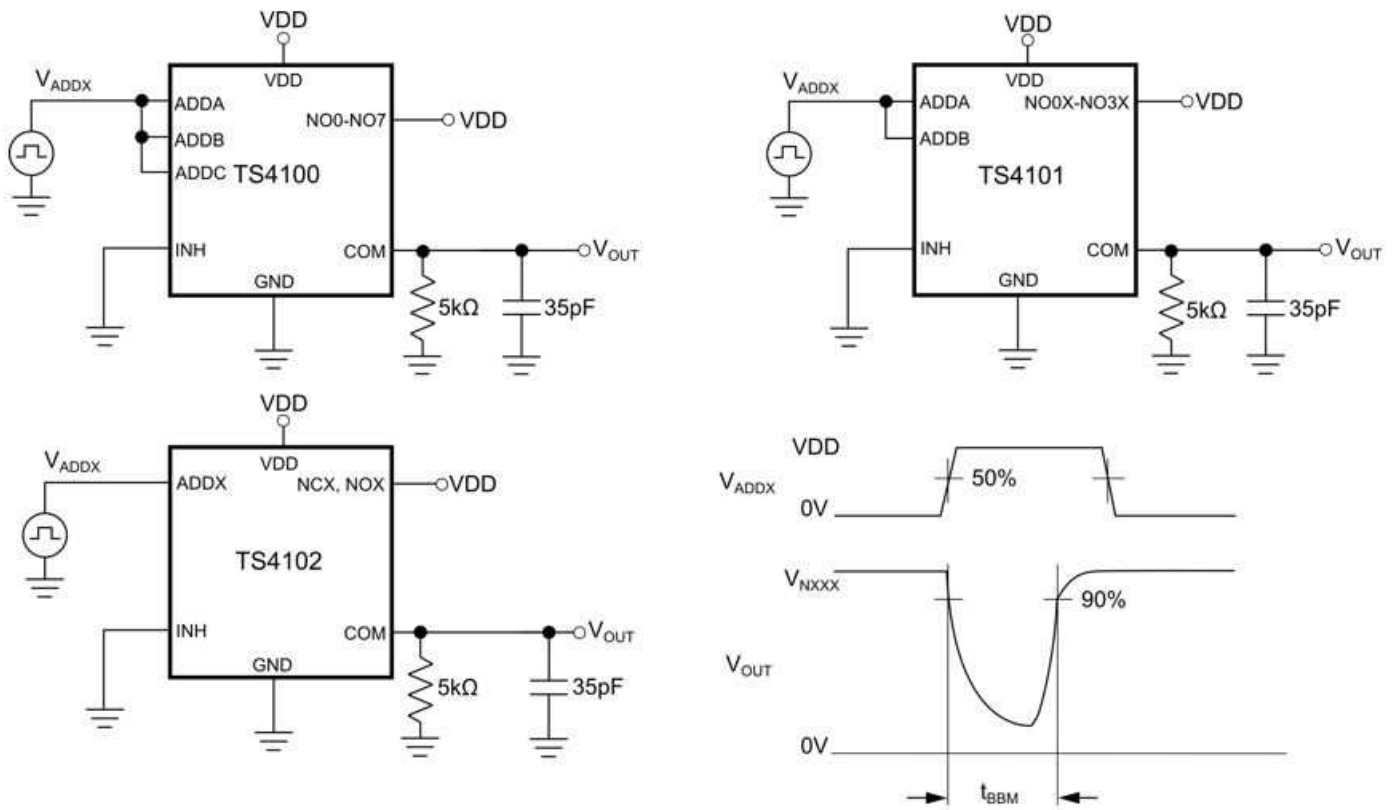 VDD
V_ADDX
VDD
ADDA
NO0-NO7
VDD
ADDB
ADDC
TS4100
INH
COM
V_OUT
GND
5kΩ
35pF
VDD
V_ADDX
VDD
ADDA
NO0X-NO3X
VDD
ADDB
TS4101
INH
COM
V_OUT
GND
5kΩ
35pF
VDD
V_ADDX
VDD
ADDX
NCX, NOX
VDD
TS4102
INH
COM
V_OUT
GND
5kΩ
35pF
VDD
V_ADDX
50%
0V
V_NXXX
90%
V_OUT
0V
t_BBM